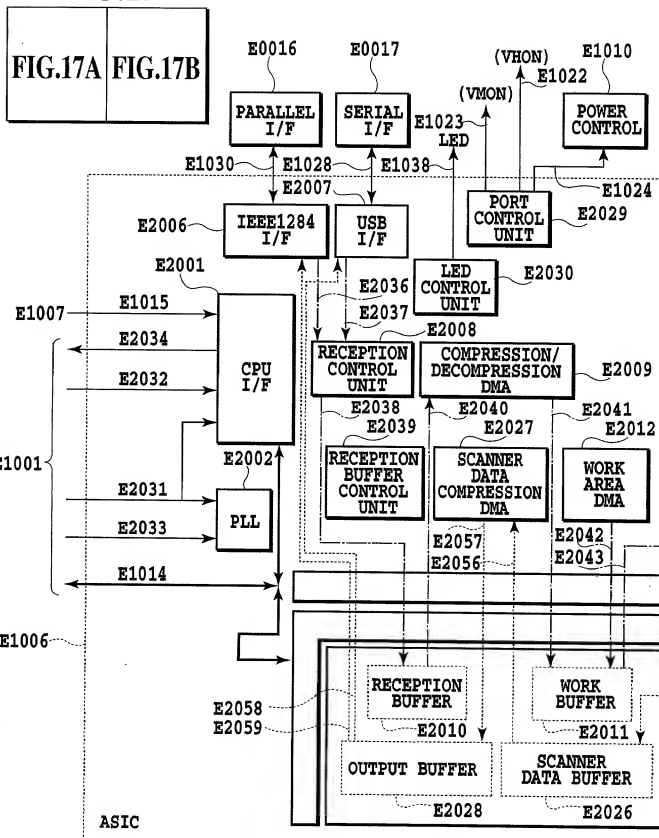 FIG.17A FIG.17B
E0016 E0017 (VHON) E1010
E1022
PARALLEL I/F
SERIAL I/F
(VMON)
E1023
LED
POWER CONTROL
E1030 E1028 E1038
E2007
E1024
E2006
IEEE1284 I/F
USB I/F
PORT CONTROL UNIT
E2029
E2001
E2036
LED CONTROL UNIT
E2030
E1007
E1015
E2037
E2034
CPU I/F
E2008
RECEPTION CONTROL UNIT
COMPRESSION/ DECOMPRESSION DMA
E2009
E2032
E2038 E2040 E2041
E2039 E2027 E2012
E1001
E2002
RECEPTION BUFFER CONTROL UNIT
SCANNER DATA COMPRESSION DMA
WORK AREA DMA
E2031
PLL
E2033
E2057 E2042
E2056 E2043
E1014
E1006
RECEPTION BUFFER
WORK BUFFER
E2058
E2059
E2010 E2011
OUTPUT BUFFER
SCANNER DATA BUFFER
E2028 E2026
ASIC